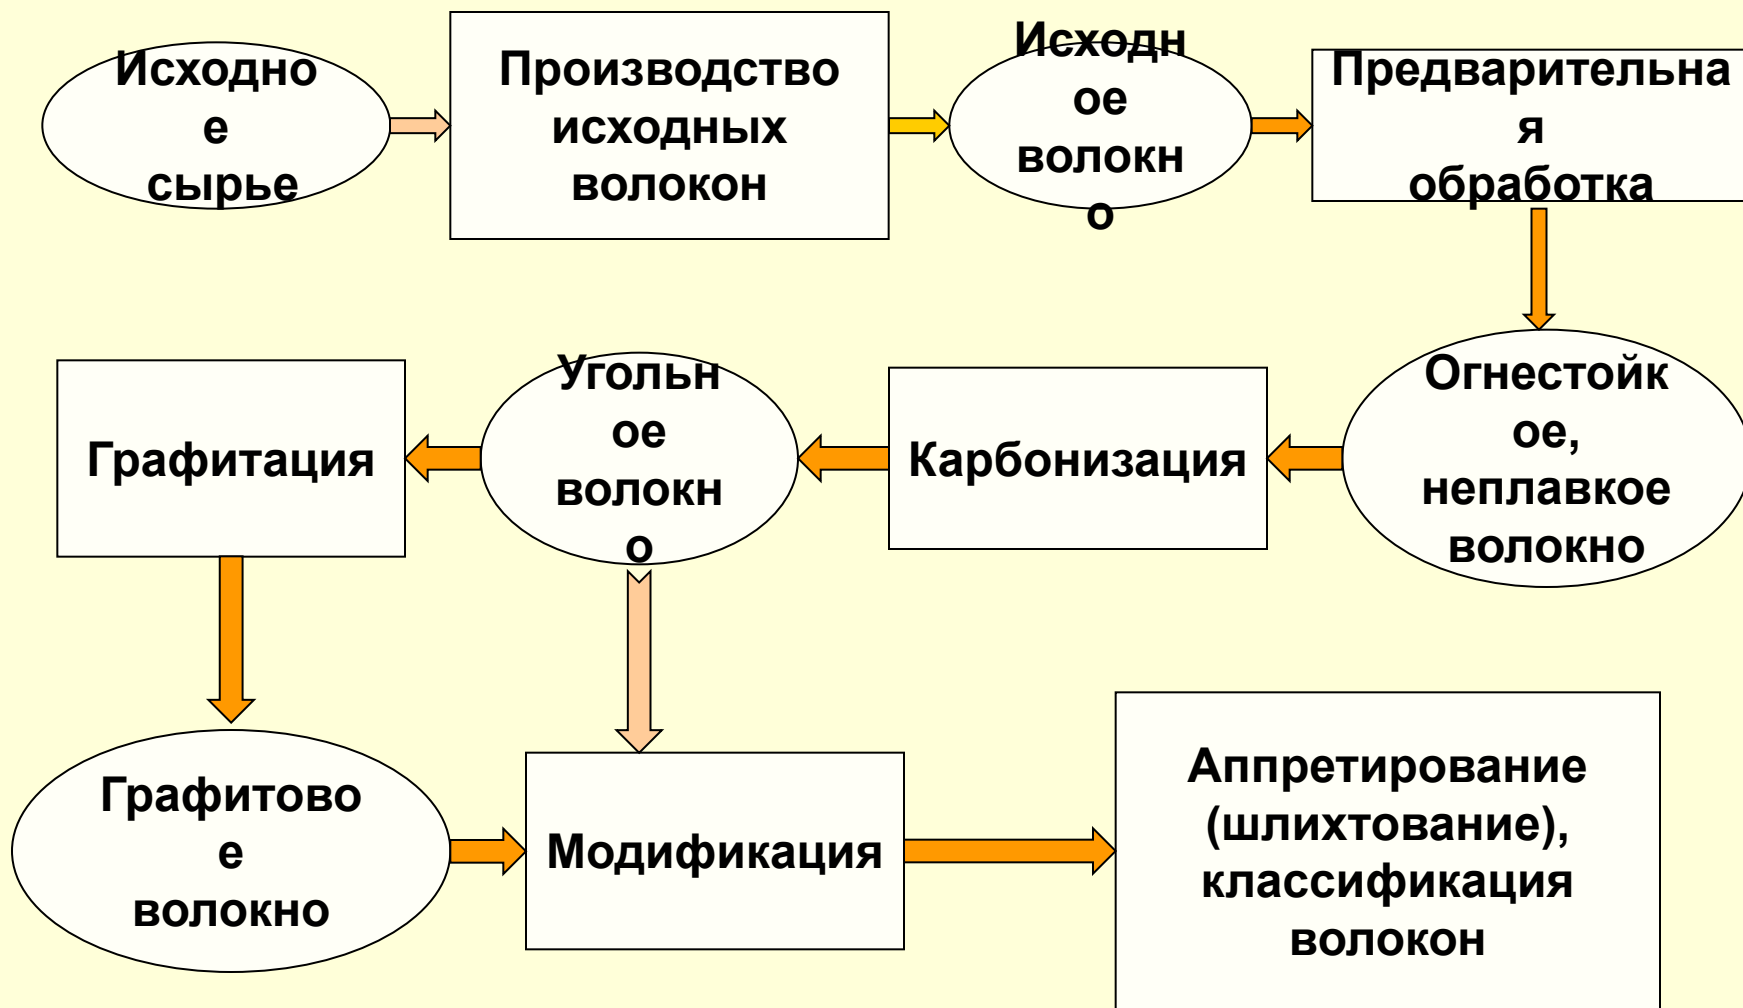 Исходно
е
сырье
Производство
исходных
волокон
Исходн
ое
волокн
о
Предварительна
я
обработка
Графитация
Угольн
ое
волокн
о
Карбонизация
Огнестойк
ое,
неплавкое
волокно
Графитово
е
волокно
Модификация
Аппретирование
(шлихтование),
классификация
волокон